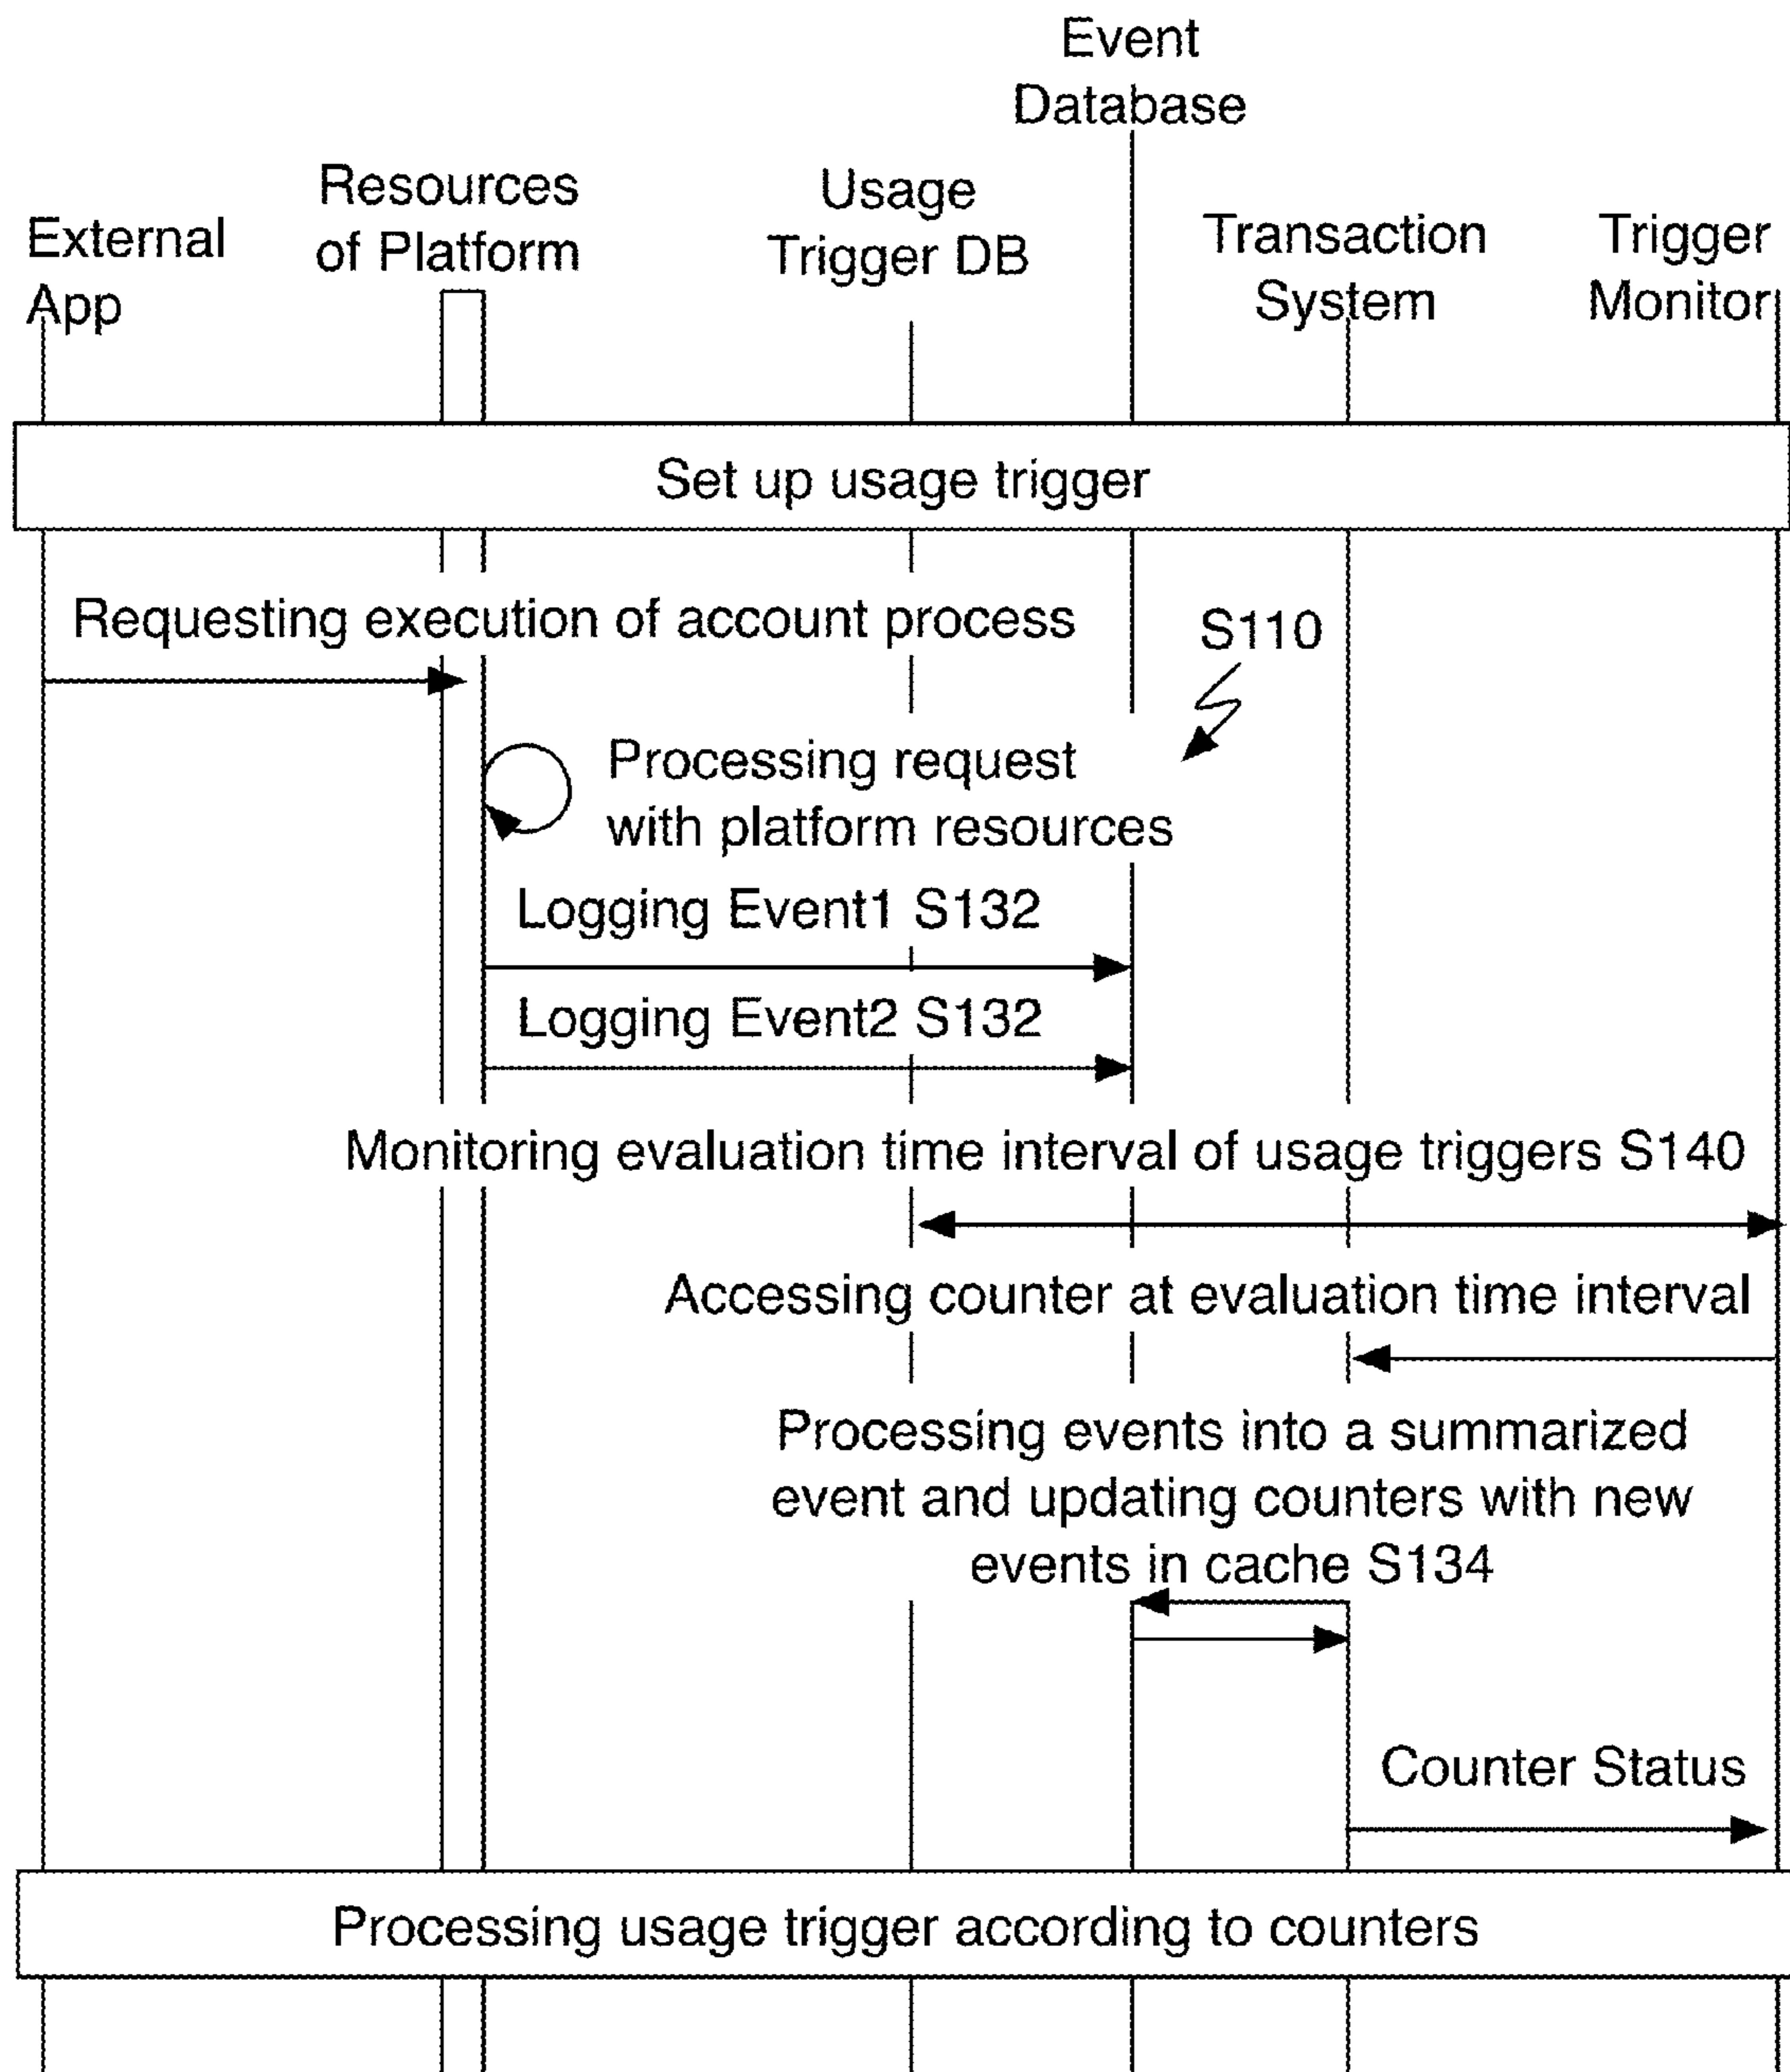 Event
Database
Resources
of Platform
Usage
Trigger DB
External
App
Transaction
System
Trigger
Monitor
Set up usage trigger
Requesting execution of account process
S110
Processing request
with platform resources
Logging Event1 S132
Logging Event2 S132
Monitoring evaluation time interval of usage triggers S140
Accessing counter at evaluation time interval
Processing events into a summarized
event and updating counters with new
events in cache S134
Counter Status
Processing usage trigger according to counters